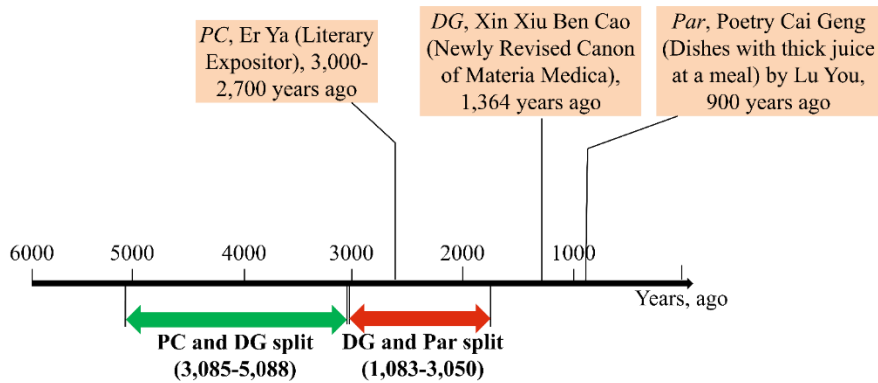 PC, Er Ya (Literary
Expositor), 3,000-
2,700 years ago
DG, Xin Xiu Ben Cao
(Newly Revised Canon
of Materia Medica),
1,364 years ago
Par, Poetry Cai Geng
(Dishes with thick juice
at a meal) by Lu You,
900 years ago
6000 5000 4000 3000 2000 1000
Years, ago
PC and DG split
(3,085-5,088)
DG and Par split
(1,083-3,050)